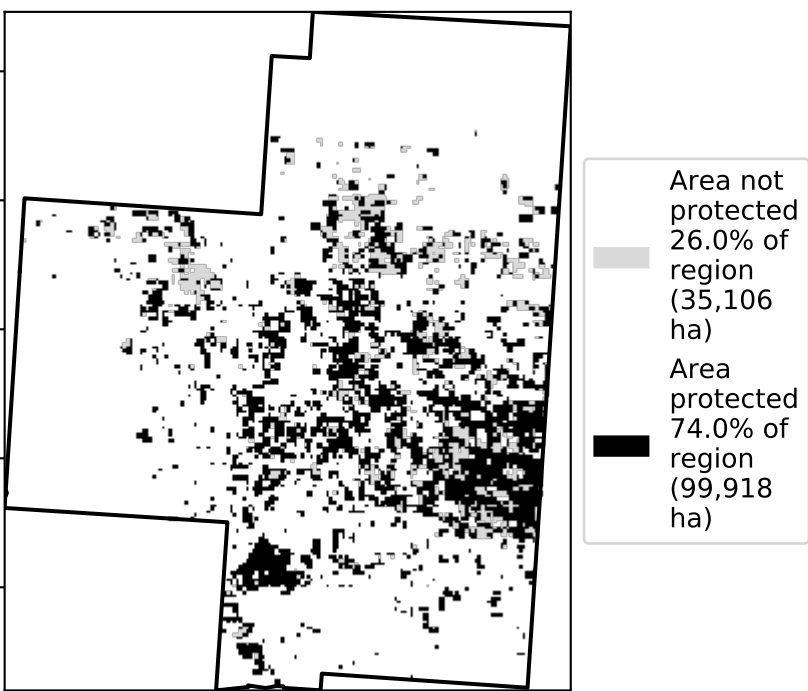 Area not
protected
26.0% of
region
(35,106
ha)
Area
protected
74.0% of
region
(99,918
ha)